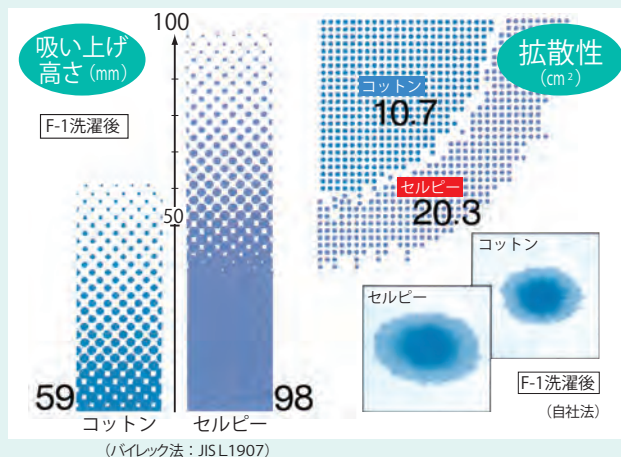 吸い上げ
高さ(mm)
F-1洗濯後
100
50
59
98
コットン
セルピー
(バイレック法:JIS L1907)
拡散性
(cm²)
コットン
10.7
セルピー
20.3
コットン
セルピー
F-1洗濯後
(自社法)